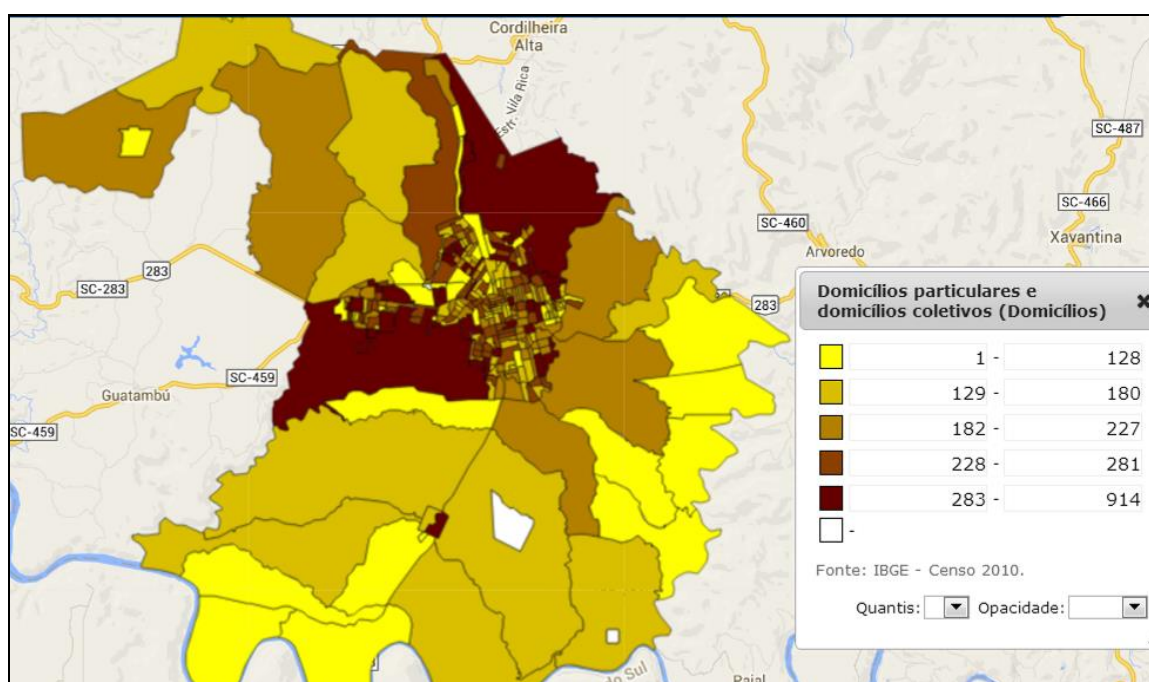 Cordilheira
Alta
Estr. Vila Rica
SC-487
SC-466
SC-460
Xavantina
Arvoredo
283
SC-283
283
SC-459
Guatambú
SC-459
Domicílios particulares e
domicílios coletivos (Domicílios)
1 - 128
129 - 180
182 - 227
228 - 281
283 - 914
-
Fonte: IBGE - Censo 2010.
Quantis: Opacidade:
do Sul